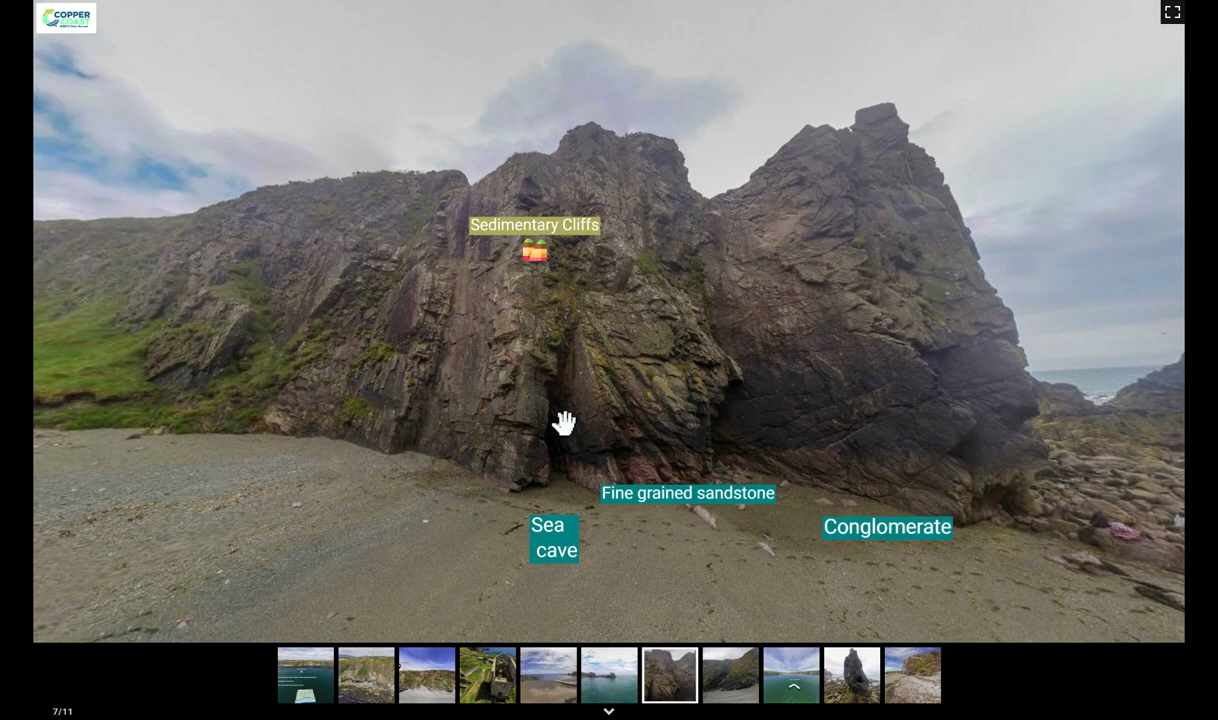 COPPER
COAST
Sedimentary Cliffs
Fine grained sandstone
Sea
cave
Conglomerate
7/11